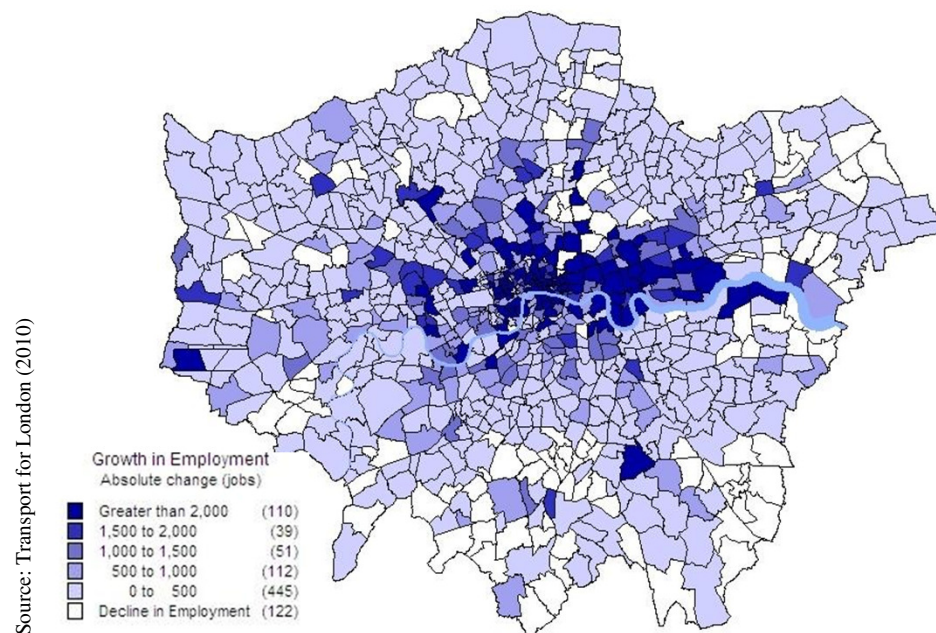 Source: Transport for London (2010)
Growth in Employment
Absolute change (jobs)
Greater than 2,000 (110)
1,500 to 2,000 (39)
1,000 to 1,500 (51)
500 to 1,000 (112)
0 to 500 (445)
Decline in Employment (122)